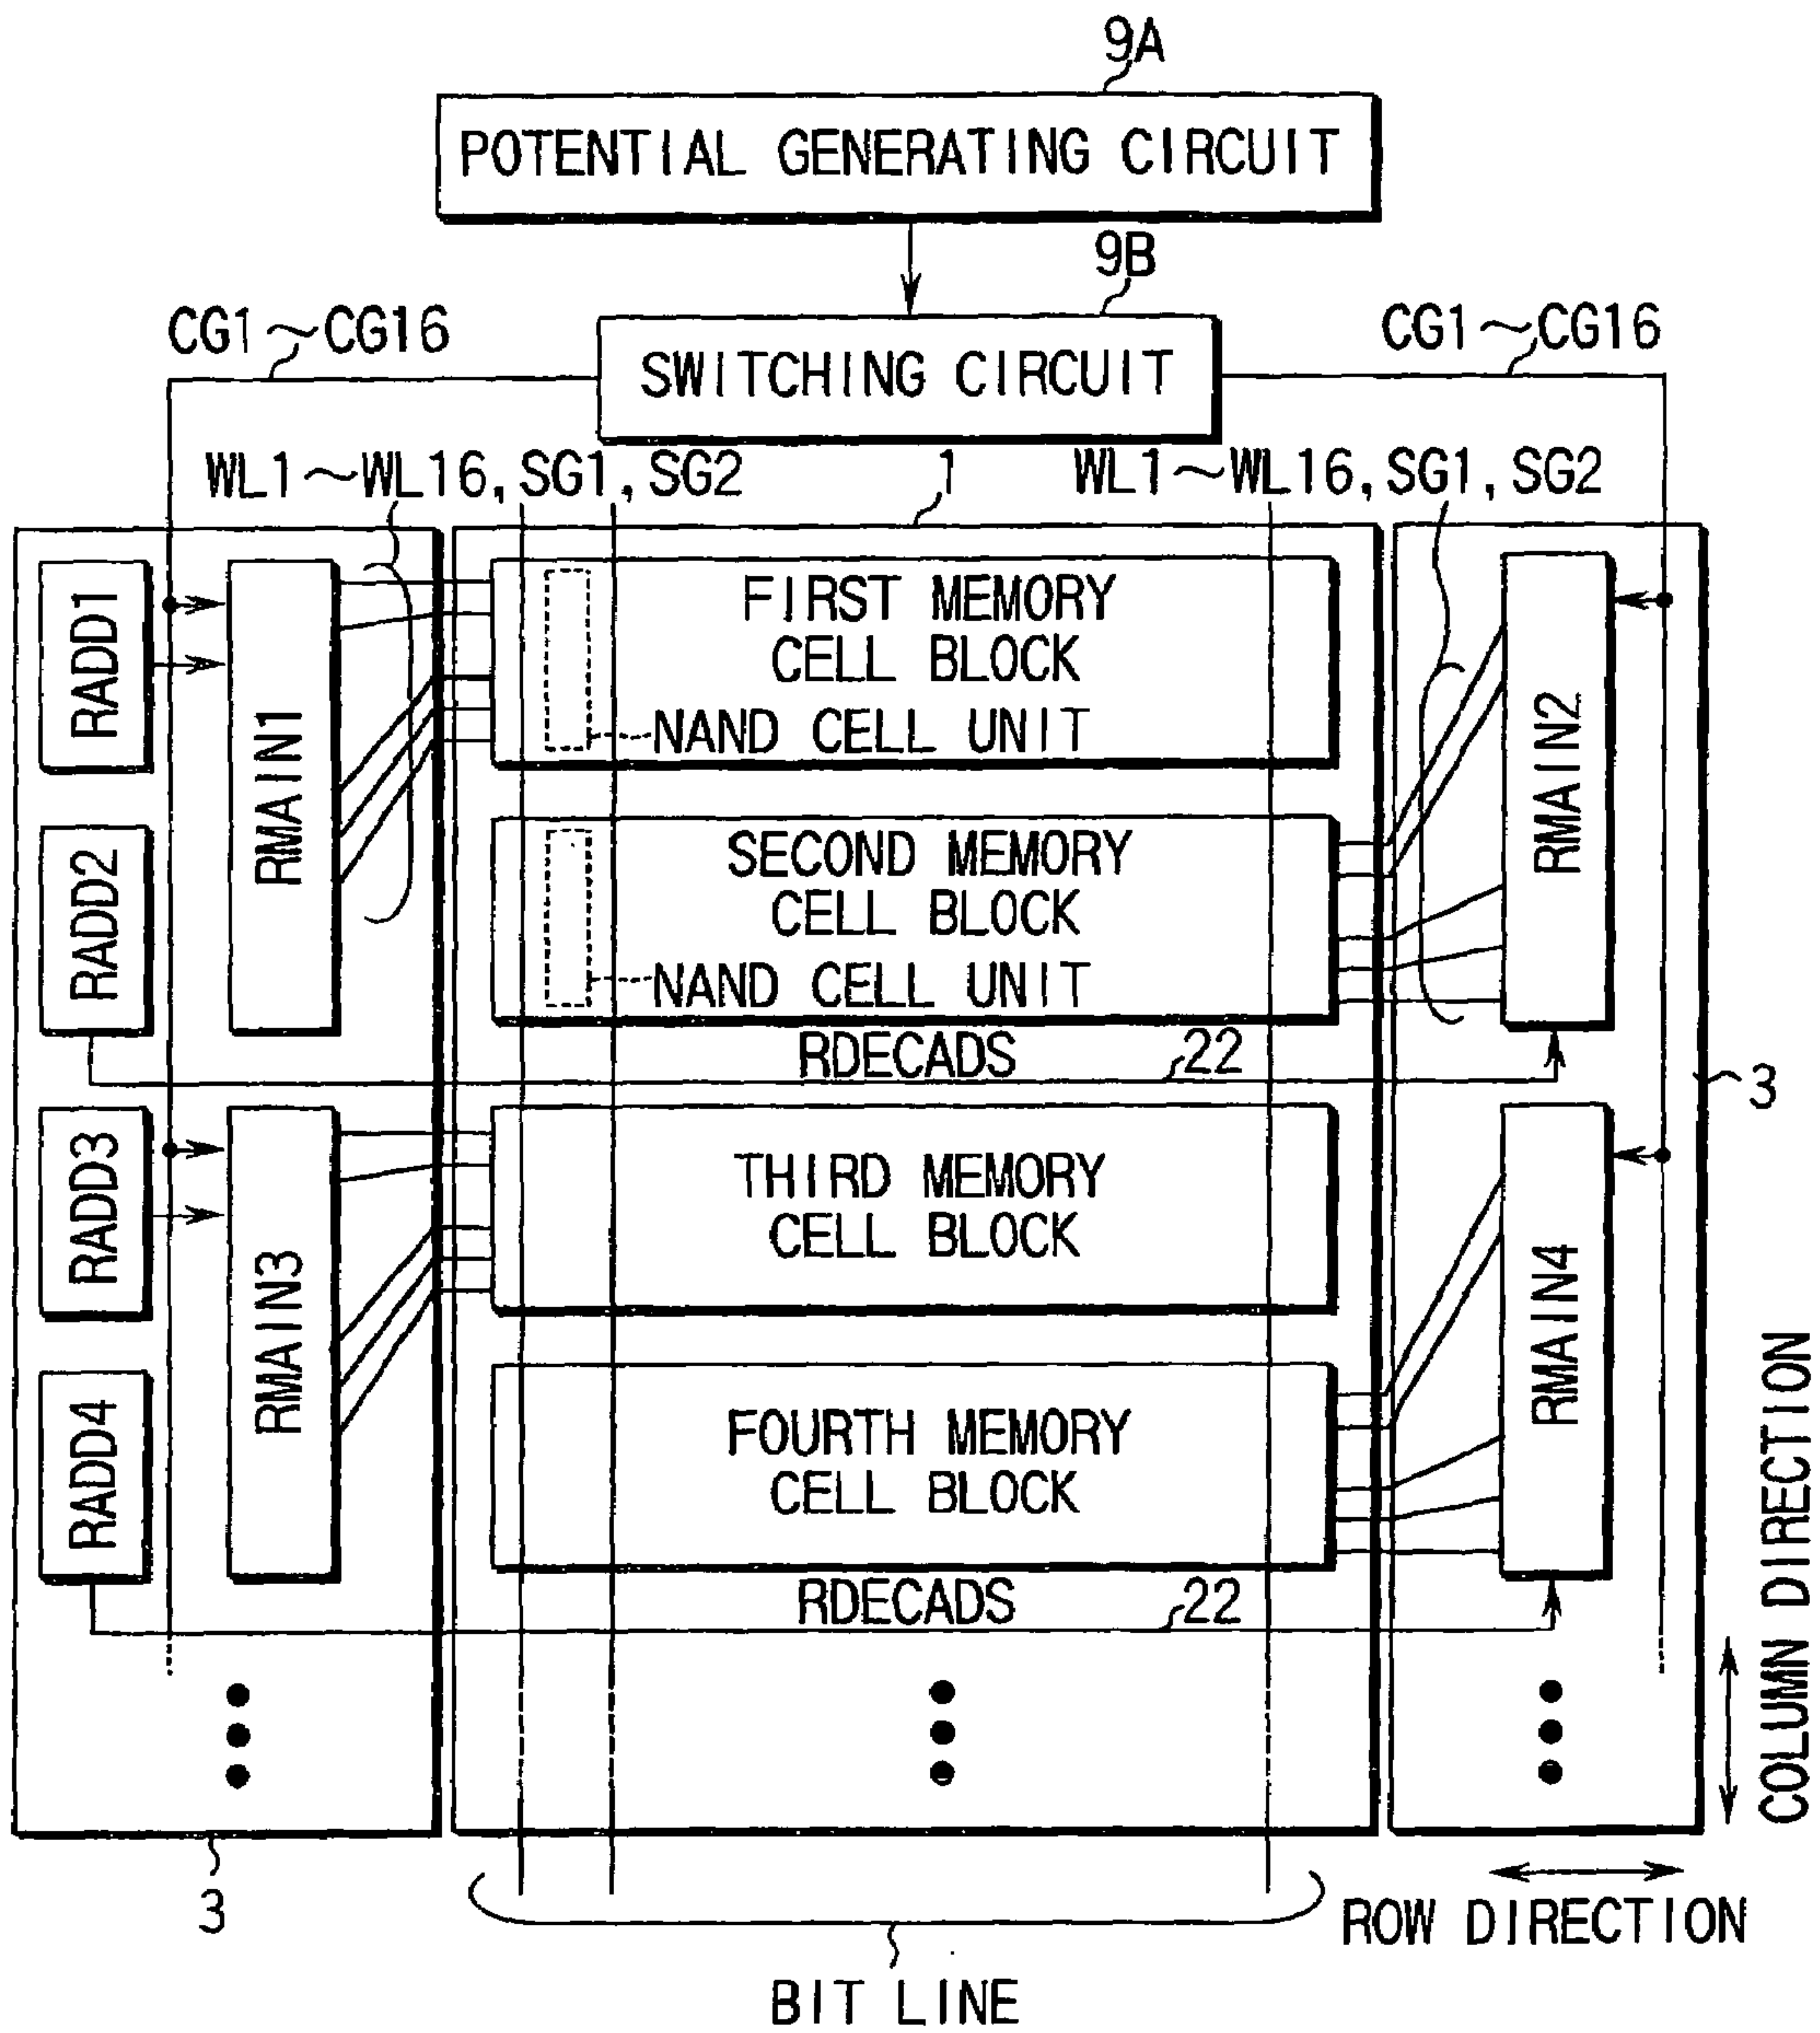 9A
POTENTIAL GENERATING CIRCUIT
9B
CG1~CG16
SWITCHING CIRCUIT
CG1~CG16
WL1~WL16, SG1, SG2
1
WL1~WL16, SG1, SG2
RADD1
RMAIN1
FIRST MEMORY
CELL BLOCK
NAND CELL UNIT
RMAIN2
RADD2
SECOND MEMORY
CELL BLOCK
NAND CELL UNIT
RDECADS
22
3
RADD3
RMAIN3
THIRD MEMORY
CELL BLOCK
RMAIN4
RADD4
FOURTH MEMORY
CELL BLOCK
RDECADS
22
COLUMN DIRECTION
3
ROW DIRECTION
BIT LINE